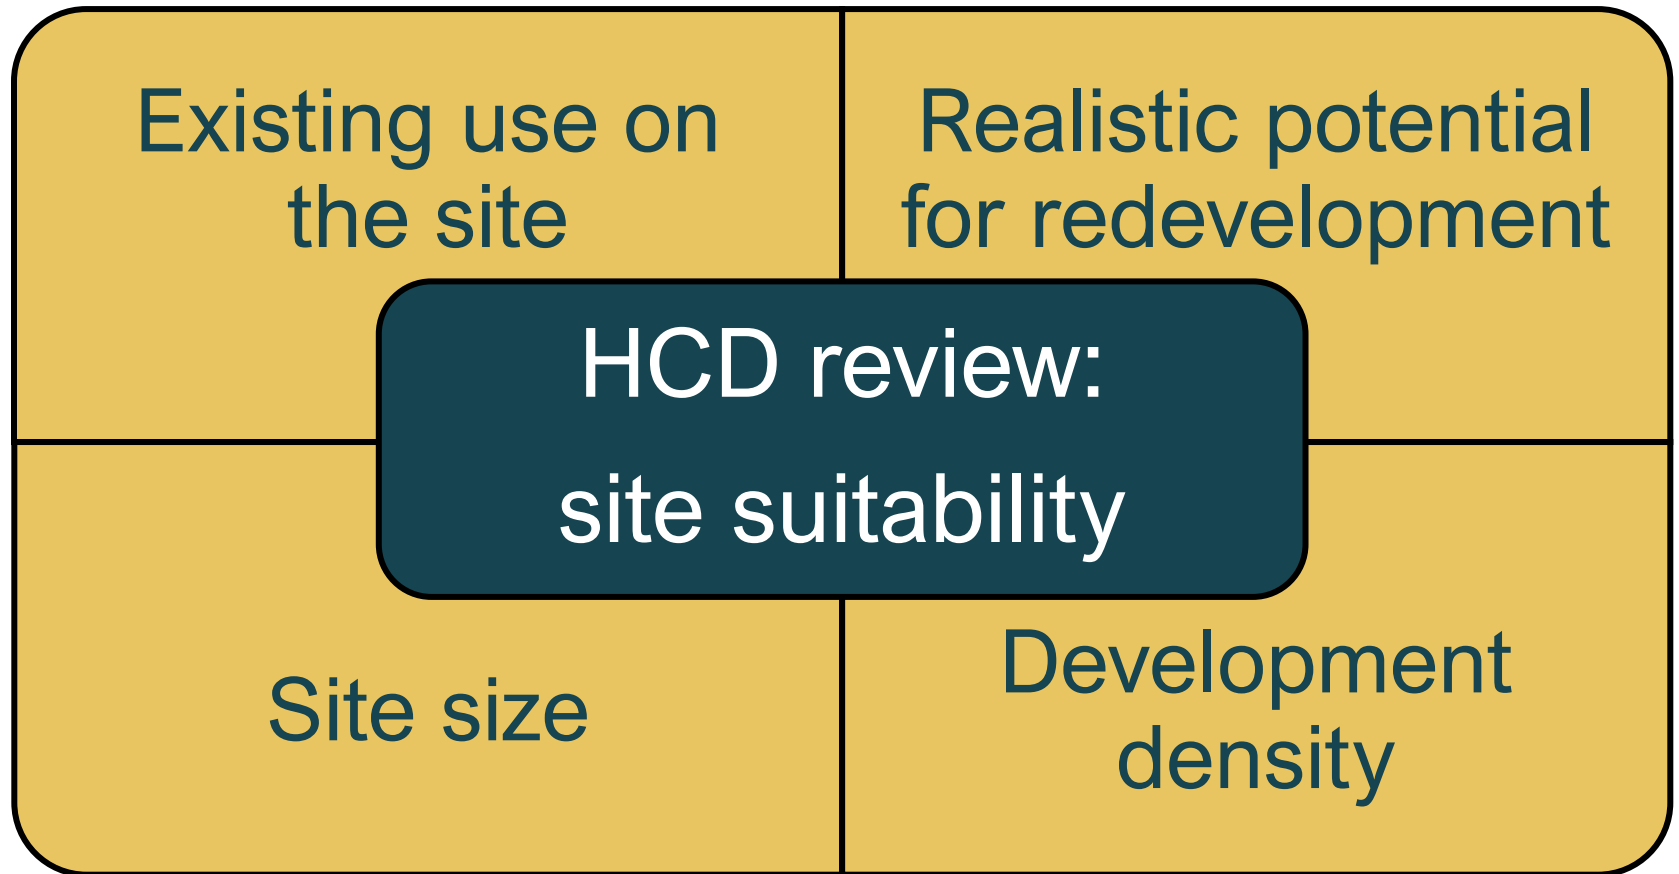 Existing use on
the site
Realistic potential
for redevelopment
HCD review:
site suitability
Site size
Development
density